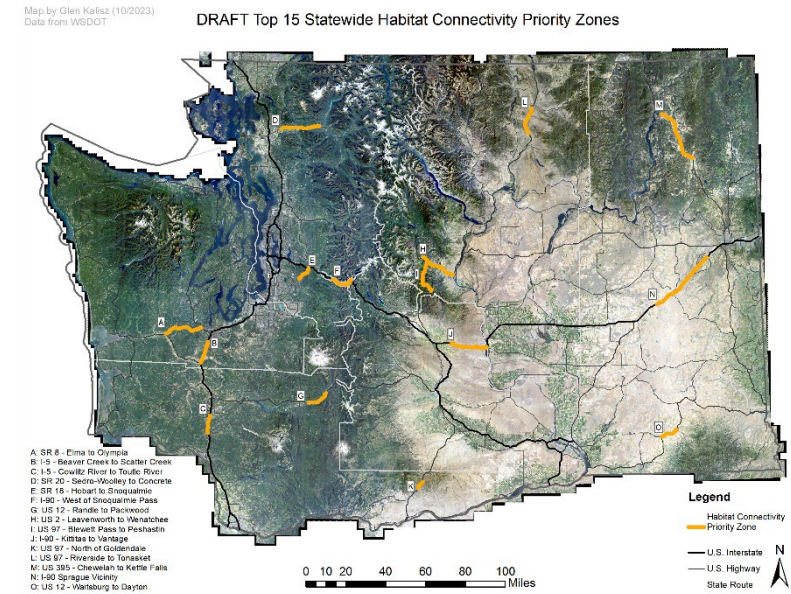 Map by Glen Kalisz (10/2023)
Data from WSDOT
DRAFT Top 15 Statewide Habitat Connectivity Priority Zones
L
M
D
H
E
F
I
N
A
B
J
G
C
O
K
A: SR 8 - Elma to Olympia
B: I-5 - Beaver Creek to Scatter Creek
C: I-5 - Cowlitz River to Toutle River
D: SR 20 - Sedro-Woolley to Concrete
E: SR 18 - Hobart to Snoqualmie
F: I-90 - West of Snoqualmie Pass
G: US 12 - Randle to Packwood
H: US 2 - Leavenworth to Wenatchee
I: US 97 - Blewett Pass to Peshastin
J: I-90 - Kittitas to Vantage
K: US 97 - North of Goldendale
L: US 97 - Riverside to Tonasket
M: US 395 - Chewelah to Kettle Falls
N: I-90 Sprague Vicinity
O: US 12 - Waitsburg to Dayton
0 10 20 40 60 80 100
Miles
Legend
Habitat Connectivity
Priority Zone
U.S. Interstate
U.S. Highway
State Route
N